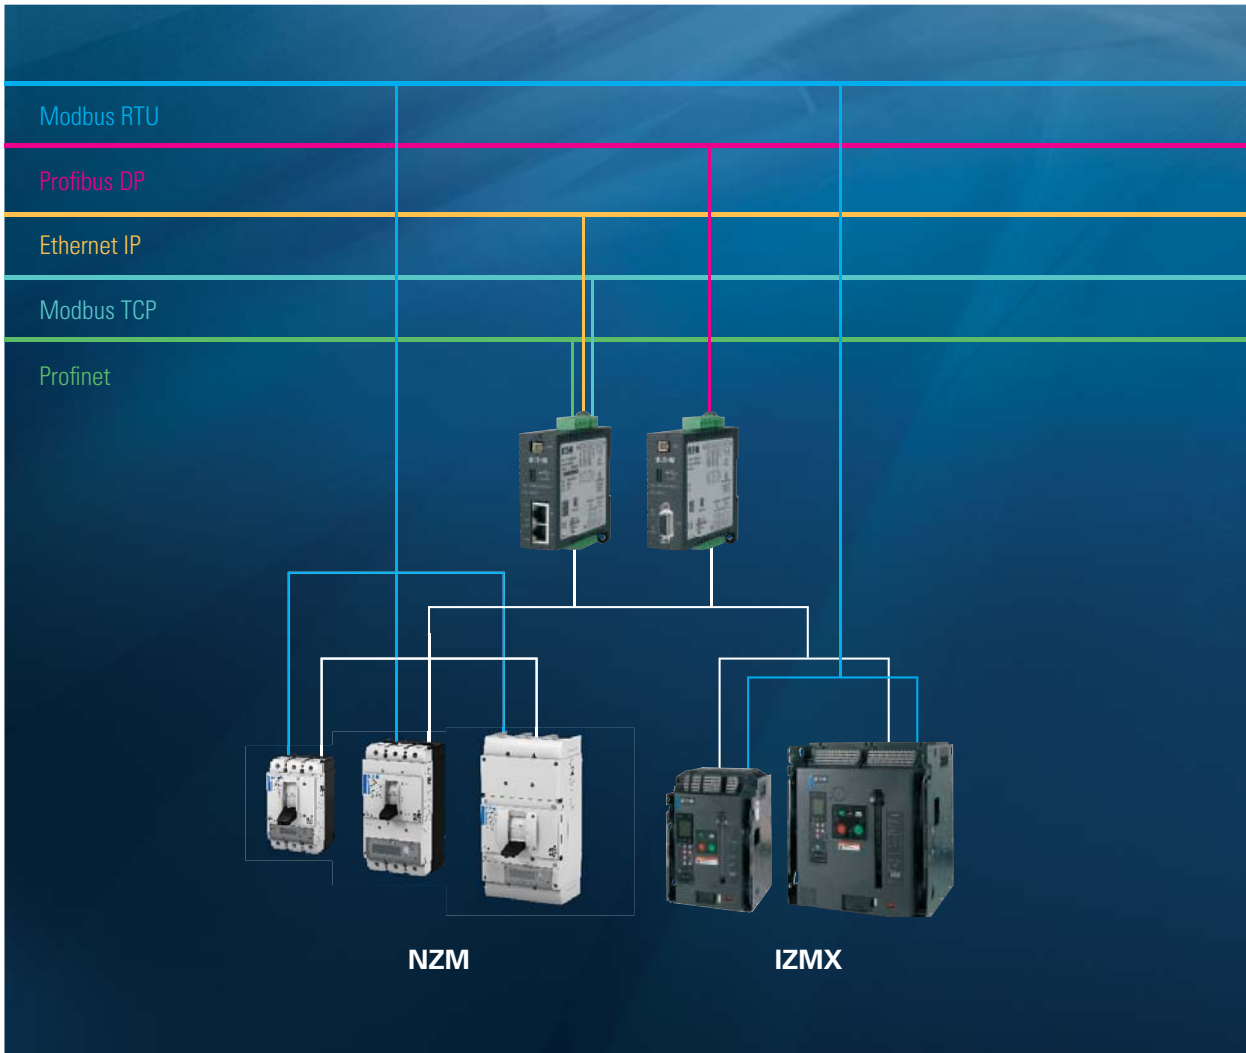 Modbus RTU
Profibus DP
Ethernet IP
Modbus TCP
Profinet
NZM
IZMX